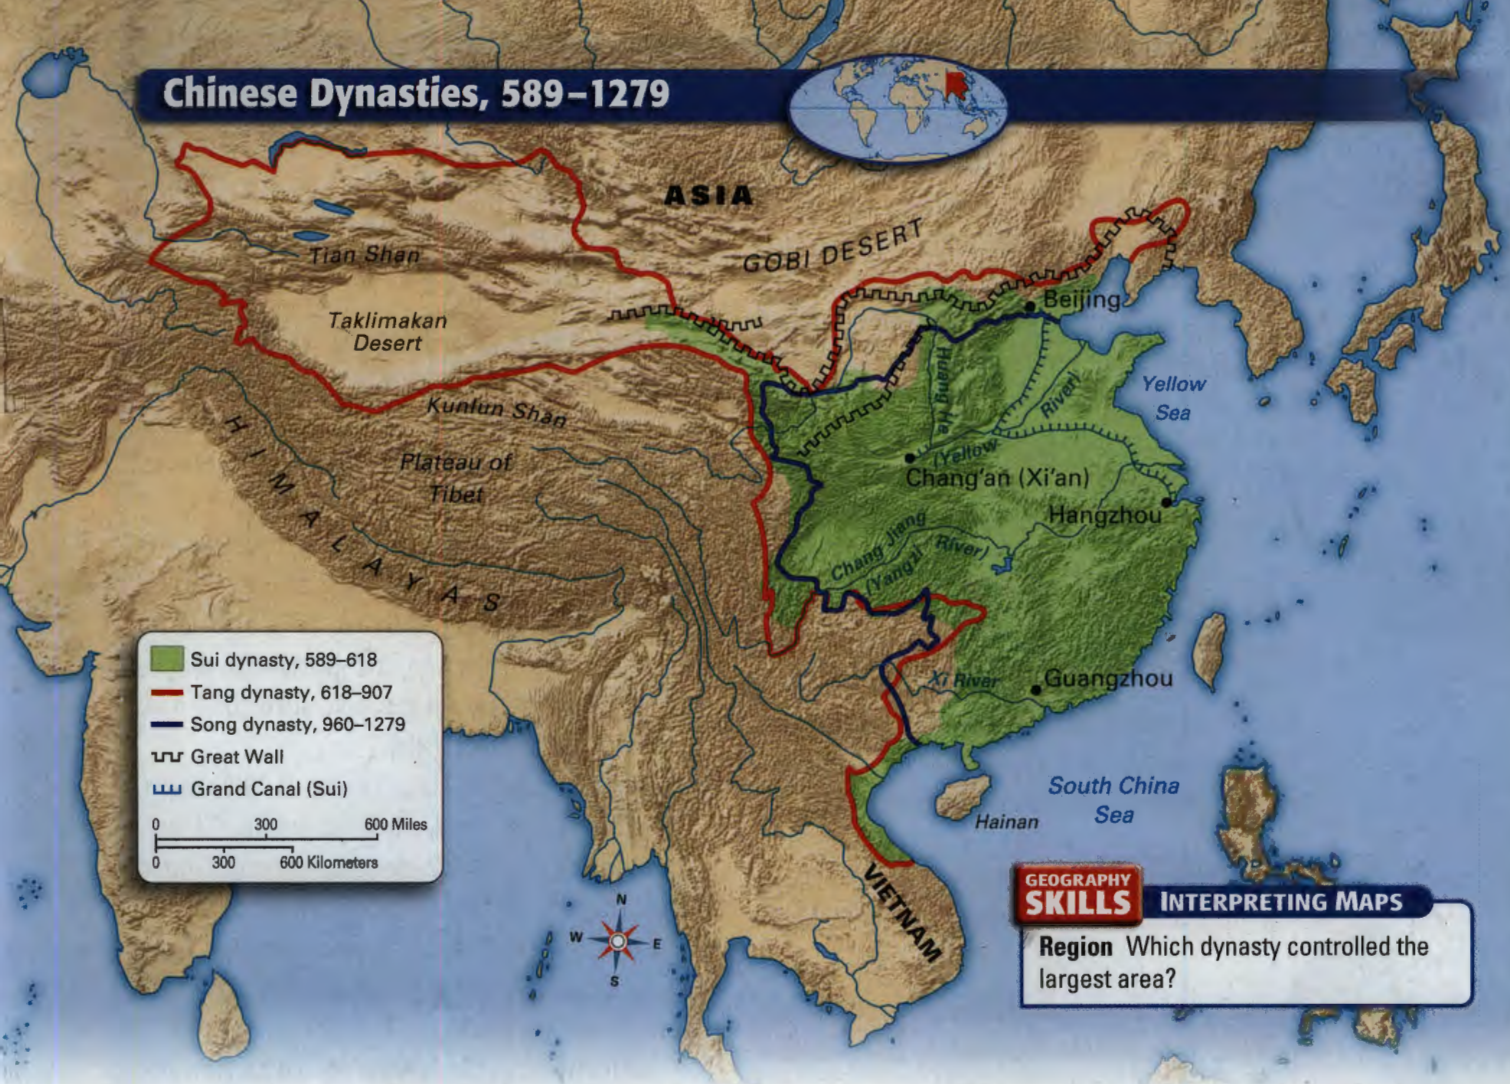 Chinese Dynasties, 589–1279
ASIA
GOBI DESERT
Tian Shan
Beijing
Taklimakan
Desert
Huang He
River)
Yellow
Sea
Kunlun Shan
HIMALAYAS
(Yellow
Plateau of
Tibet
Chang'an (Xi'an)
Hangzhou
Chang Jiang
(Yangzi River)
Sui dynasty, 589–618
Tang dynasty, 618–907
Song dynasty, 960–1279
Great Wall
Grand Canal (Sui)
0 300 600 Miles
0 300 600 Kilometers
Xi River
Guangzhou
South China
Sea
Hainan
VIETNAM
N
W E
S
GEOGRAPHY
SKILLS
INTERPRETING MAPS
Region Which dynasty controlled the
largest area?